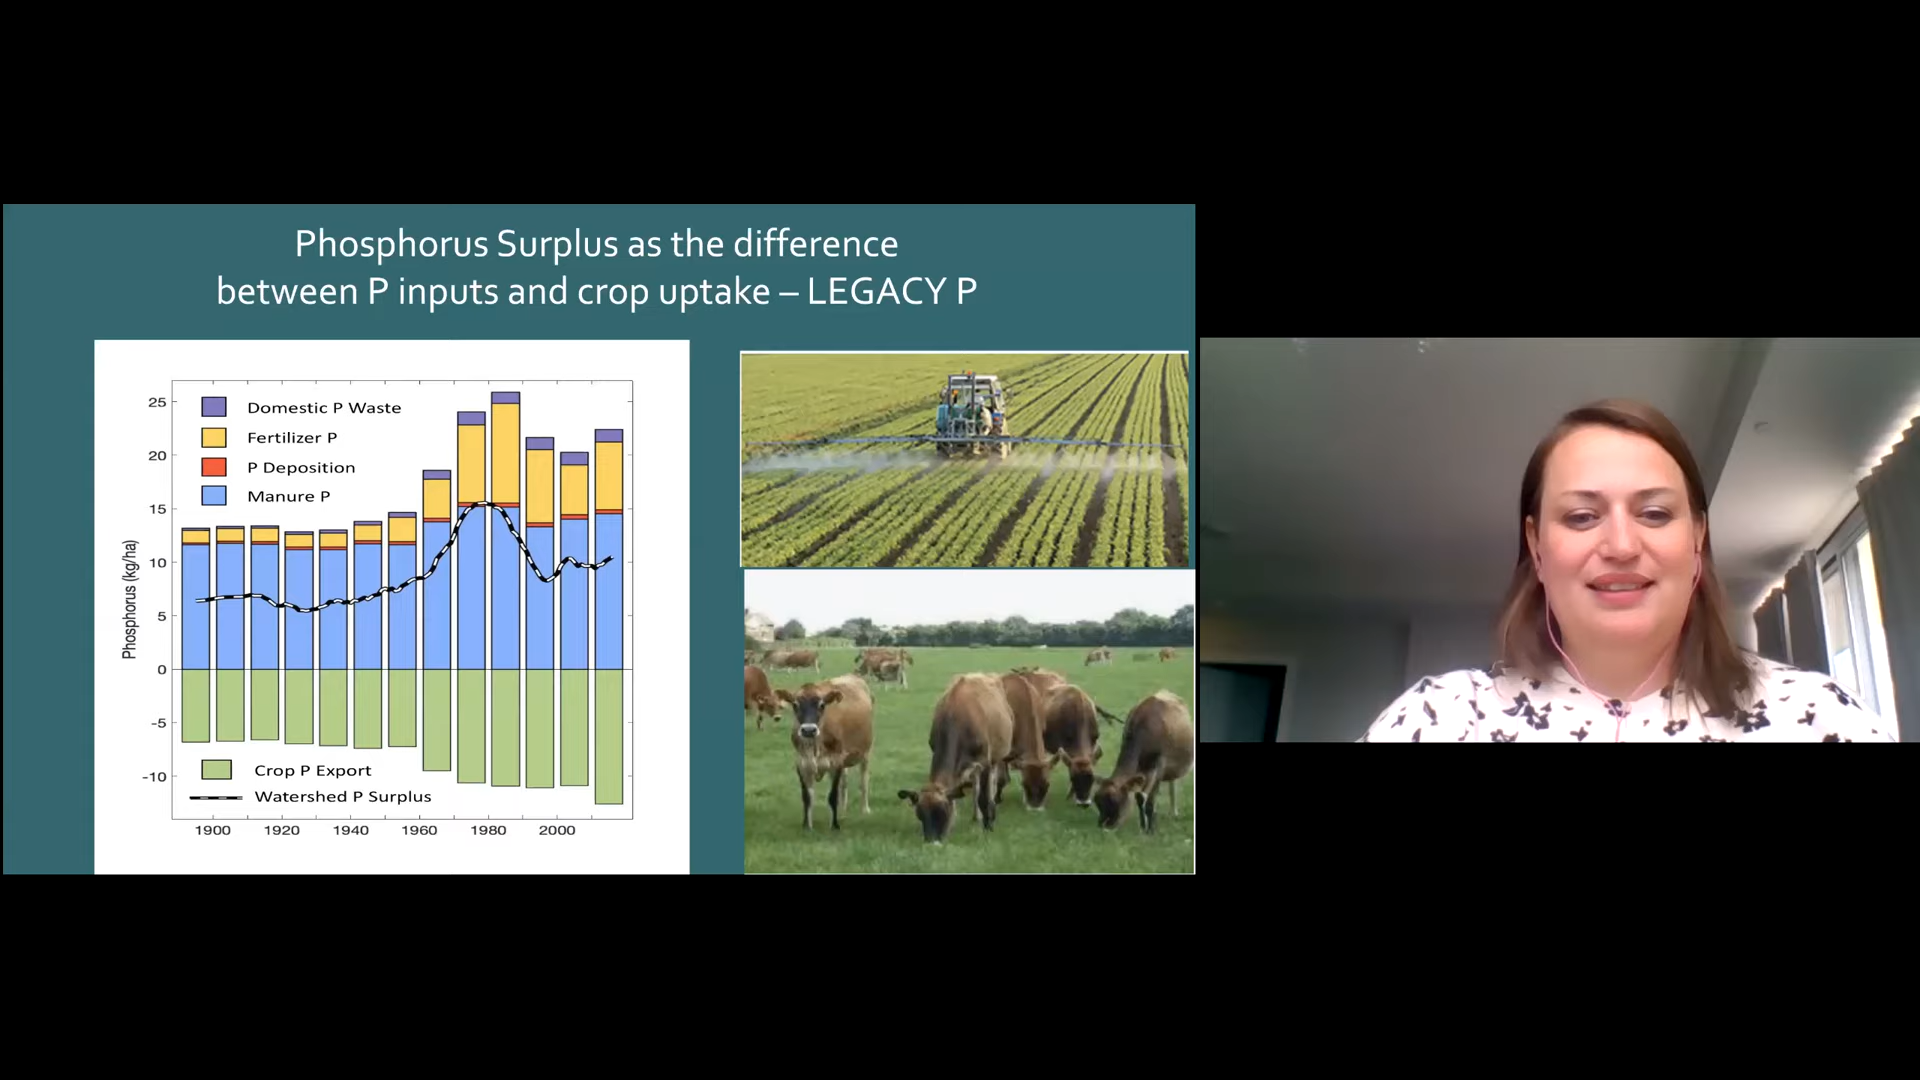 Phosphorus Surplus as the difference
between P inputs and crop uptake – LEGACY P
Phosphorus (kg/ha)
25
20
15
10
5
0
-5
-10
Domestic P Waste
Fertilizer P
P Deposition
Manure P
Crop P Export
Watershed P Surplus
1900 1920 1940 1960 1980 2000